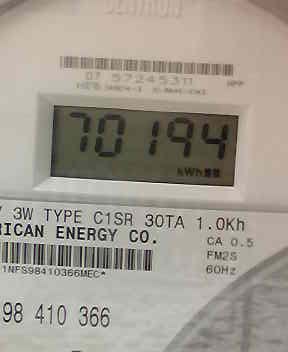 CENTRON
07 57245311
70194
kWh
V 3W TYPE C1SR 30TA 1.0Kh
RICAN ENERGY CO.
CA 0.5
FM2S
60Hz
1NFS98410366MEC*
98 410 366